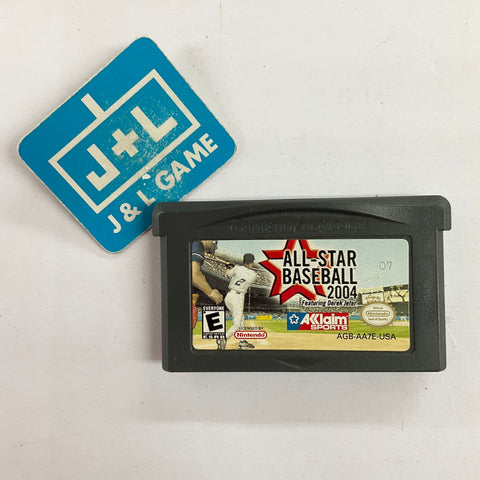 J+L
J & L GAME
GAME BOY ADVANCE
ALL-STAR
BASEBALL
2004
Featuring Derek Jeter
07
EVERYONE
E
ESRB
LICENSED BY
Nintendo
AKKlaim
SPORTS
Nintendo
AGB-AA7E-USA